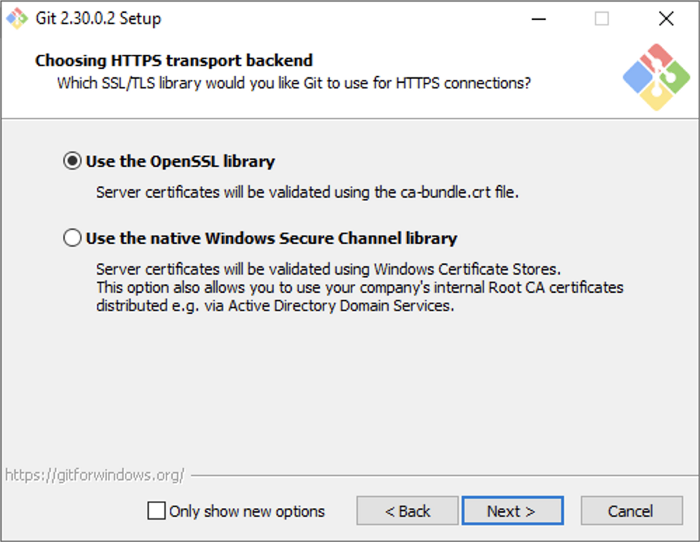 Git 2.30.0.2 Setup
Choosing HTTPS transport backend
Which SSL/TLS library would you like Git to use for HTTPS connections?
Use the OpenSSL library
Server certificates will be validated using the ca-bundle.crt file.
Use the native Windows Secure Channel library
Server certificates will be validated using Windows Certificate Stores.
This option also allows you to use your company's internal Root CA certificates
distributed e.g. via Active Directory Domain Services.
https://gitforwindows.org/
Only show new options
< Back
Next >
Cancel